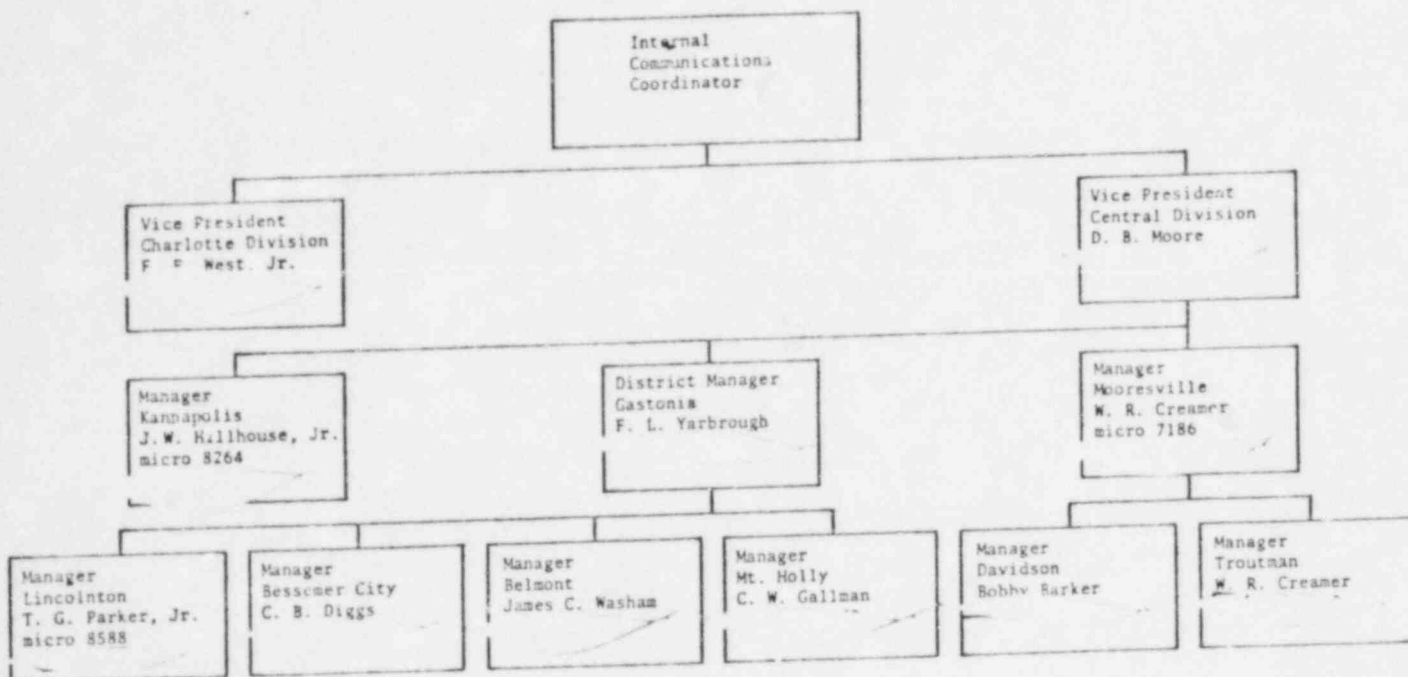 Internal
Communications
Coordinator
Vice President
Charlotte Division
West, Jr.
Vice President
Central Division
D. B. Moore
Manager
Kannapolis
J.W. Hillhouse, Jr.
micro 8264
District Manager
Gastonia
F. L. Yarbrough
Manager
Mooresville
W. R. Creamer
micro 7186
Manager
Lincolnton
T. G. Parker, Jr.
micro 8588
Manager
Bessemer City
C. B. Diggs
Manager
Belmont
James C. Washam
Manager
Mt. Holly
C. W. Gallman
Manager
Davidson
Bobby Barker
Manager
Troutman
W. R. Creamer